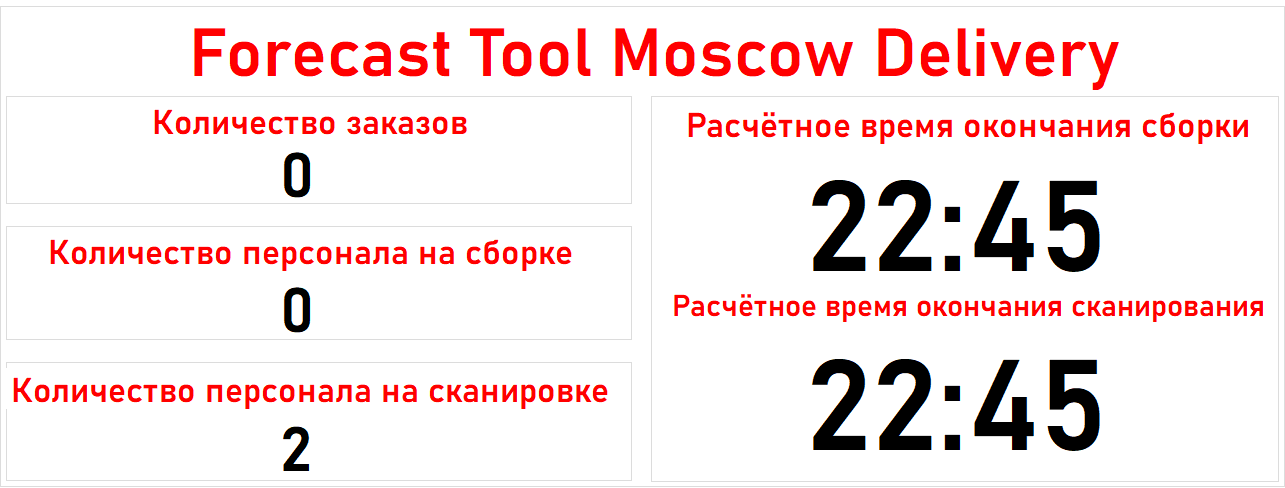 Forecast Tool Moscow Delivery
Количество заказов
0
Количество персонала на сборке
0
Количество персонала на сканировке
2
Расчётное время окончания сборки
22:45
Расчётное время окончания сканирования
22:45